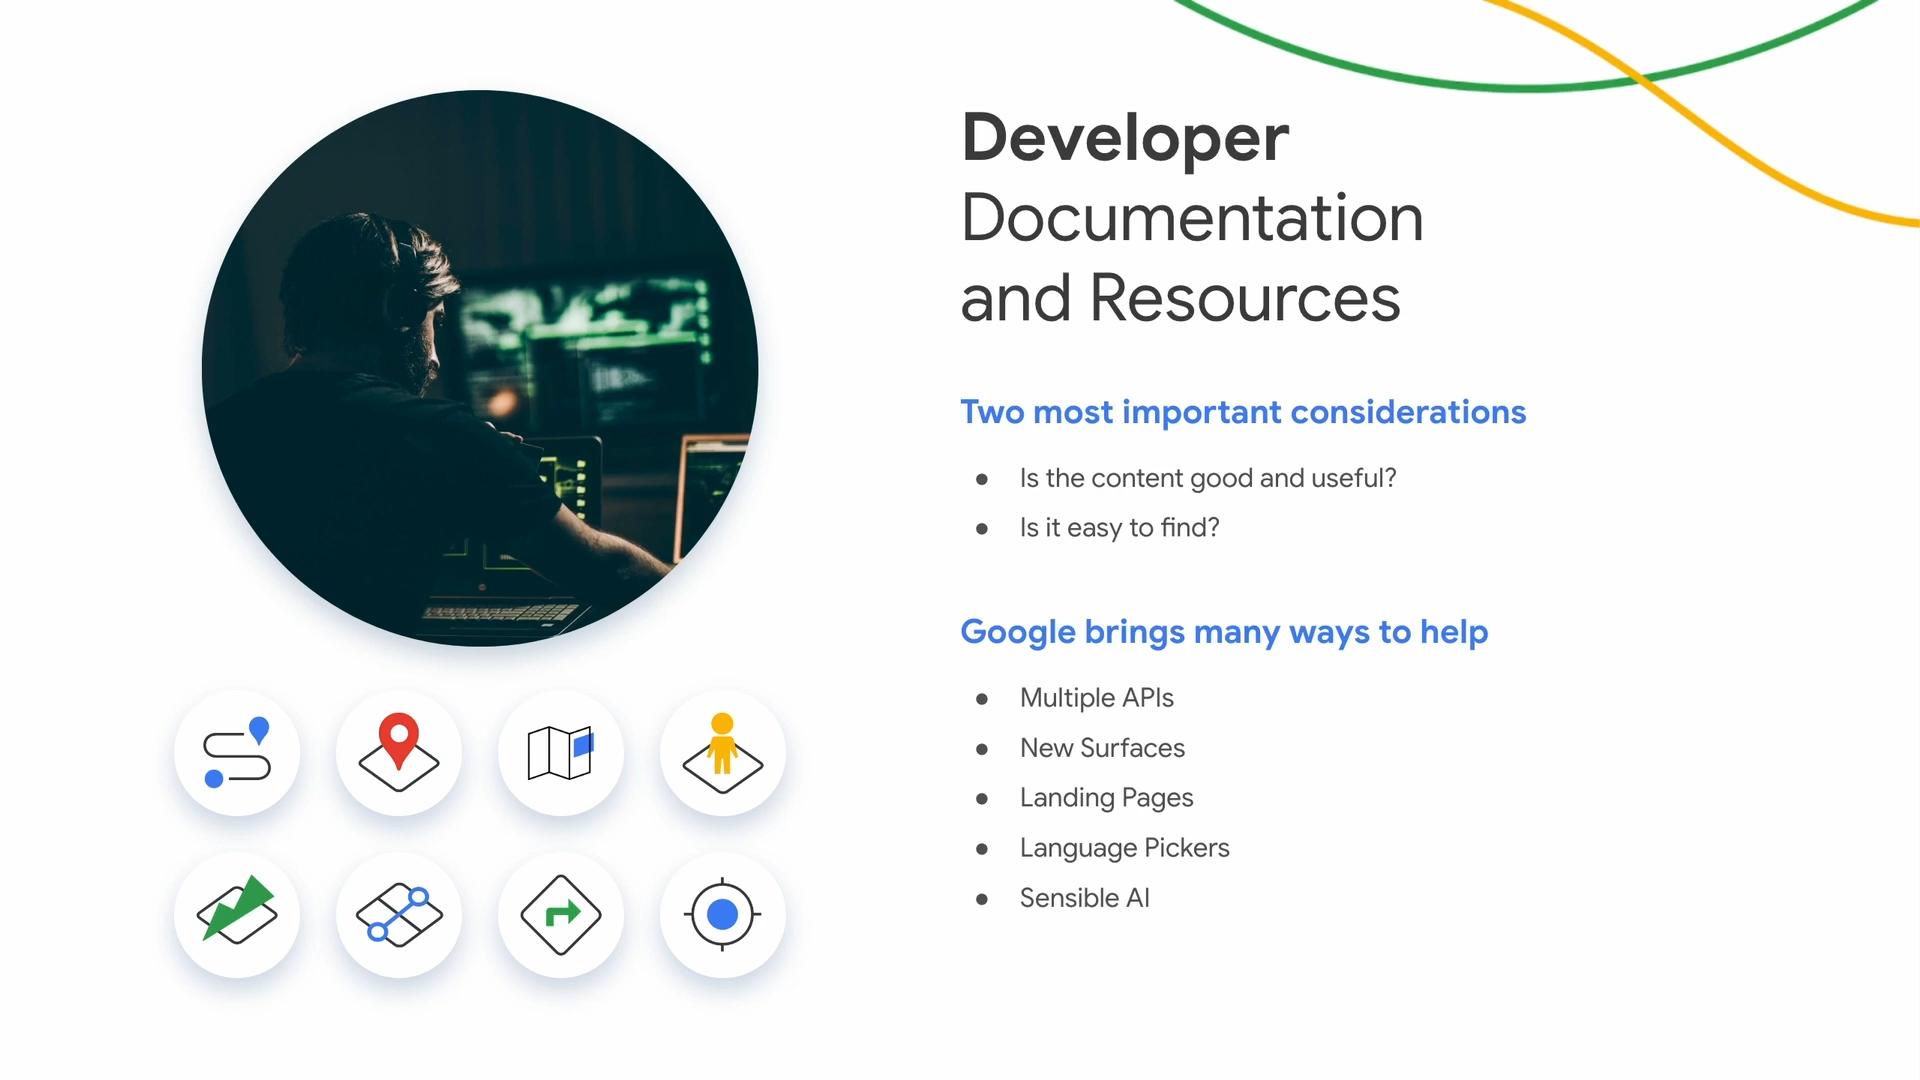 Developer
Documentation
and Resources
Two most important considerations
● Is the content good and useful?
● Is it easy to find?
Google brings many ways to help
● Multiple APIs
● New Surfaces
● Landing Pages
● Language Pickers
● Sensible AI